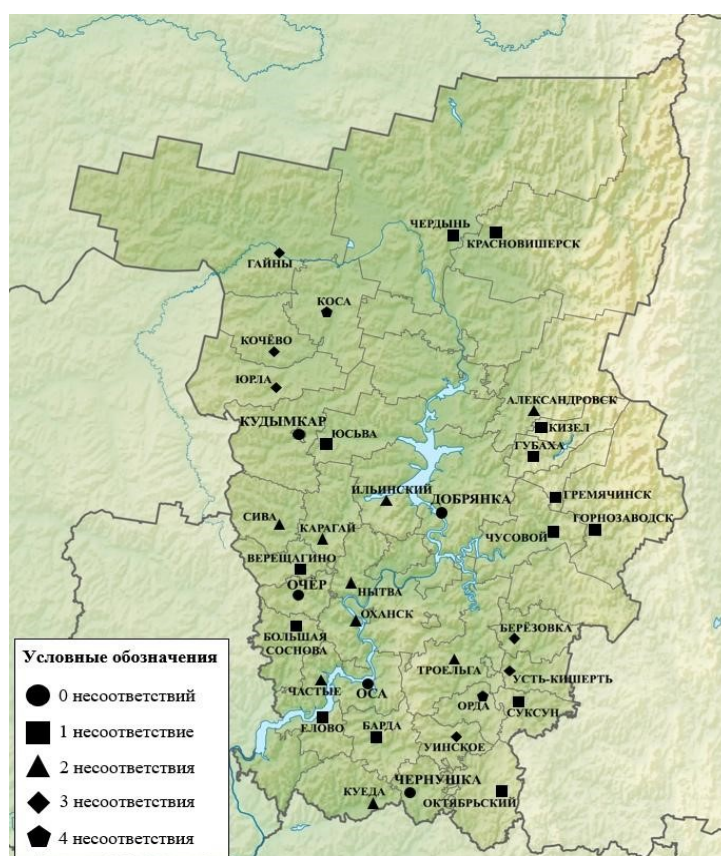 ЧЕРДЫНЬ
КРАСНОВИШЕРСК
ГАЙНЫ
КОСА
КОЧЁВО
ЮРЛА
АЛЕКСАНДРОВСК
КУДЫМКАР
КИЗЕЛ
ЮСЬВА
ГУБАХА
ИЛЬИНСКИЙ
ДОБРЯНКА
ГРЕМЯЧИНСК
СИВА
КАРАГАЙ
ГОРНОЗАВОДСК
ЧУСОВОЙ
ВЕРЕЩАГИНО
ОЧЁР
НЫТВА
ОХАНСК
БОЛЬШАЯ
СОСНОВА
БЕРЁЗОВКА
ТРОЕЛЬГА
УСТЬ-КИШЕРТЬ
ЧАСТЫЕ
ОСА
ОРДА
СУКСУН
ЕЛОВО
БАРДА
УИНСКОЕ
ЧЕРНУШКА
КУЕДА
ОКТЯБРЬСКИЙ
Условные обозначения
0 несоответствий
1 несоответствие
2 несоответствия
3 несоответствия
4 несоответствия